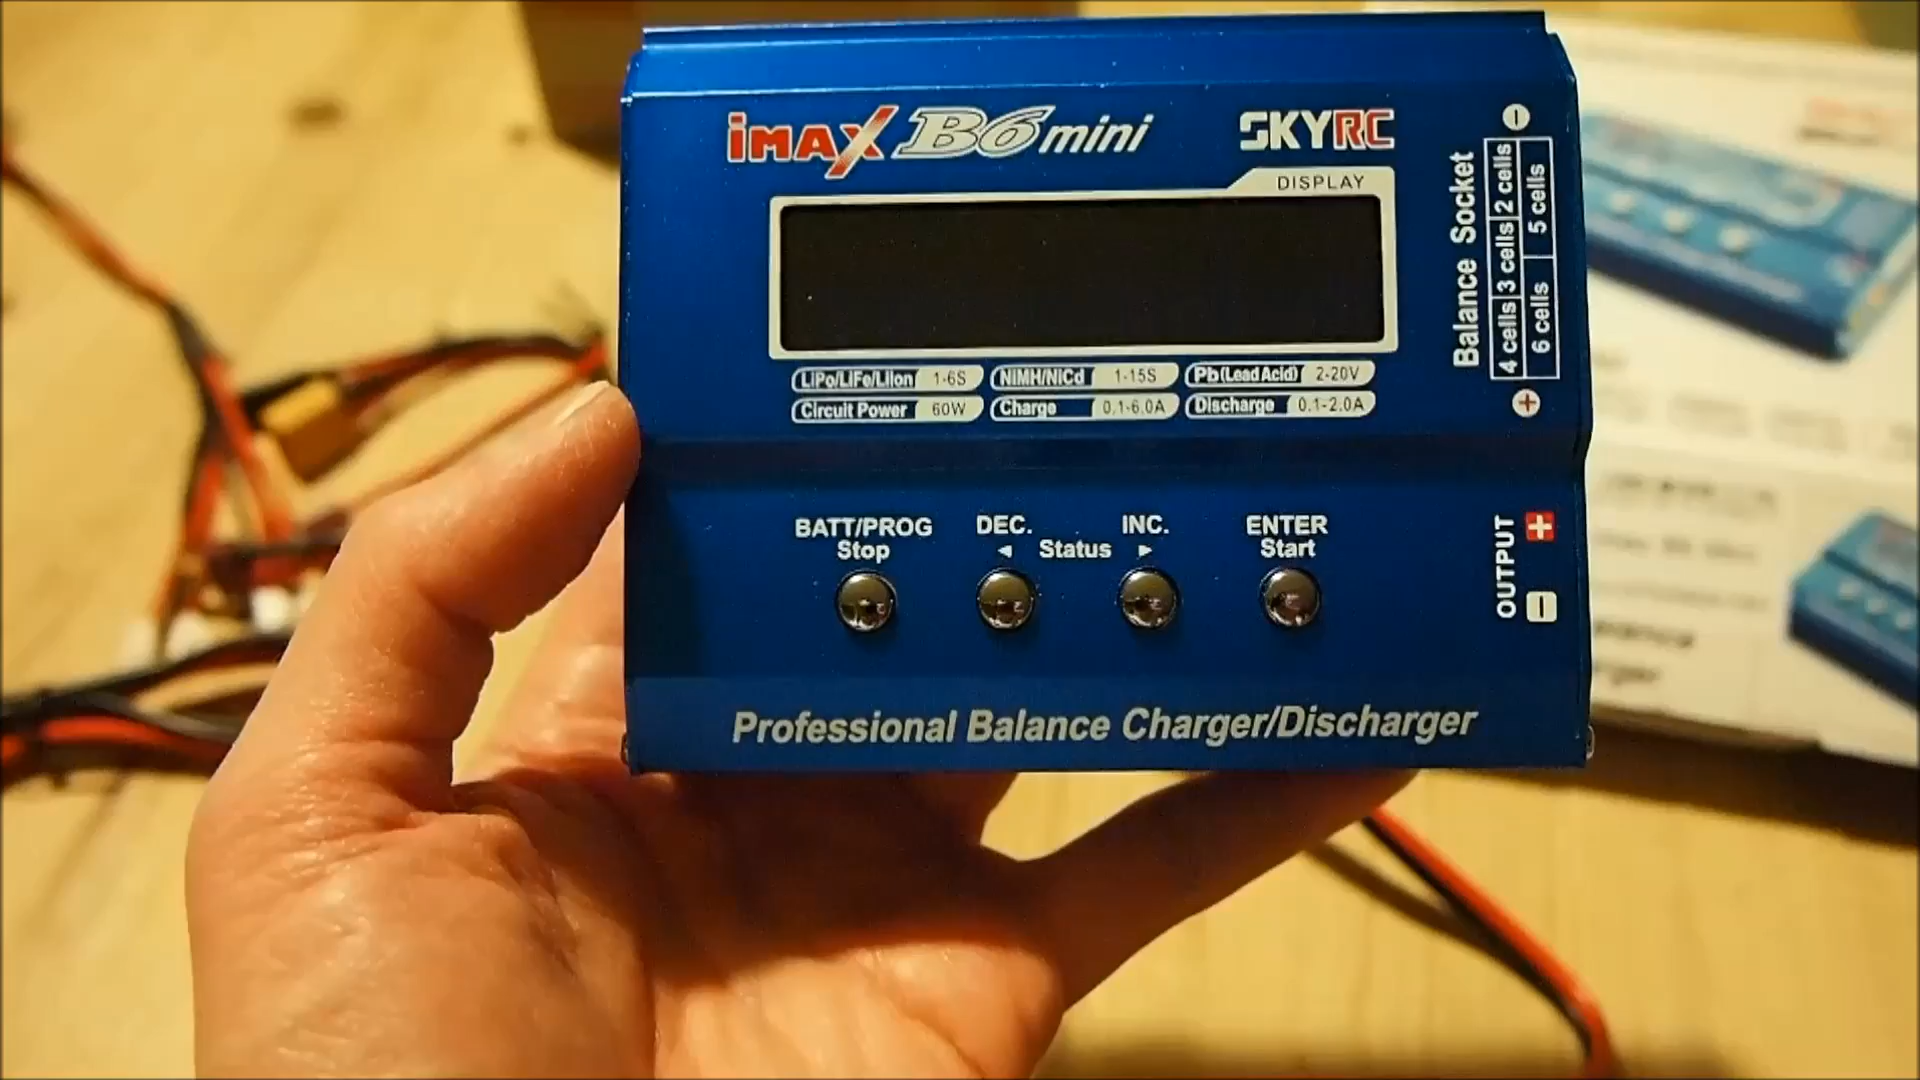 iMAX B6 mini SKYRC
DISPLAY
LiPo/LiFe/LiIon 1-6S NiMH/NiCd 1-15S Pb(Lead Acid) 2-20V
Circuit Power 60W Charge 0.1-6.0A Discharge 0.1-2.0A
Balance Socket
4 cells 3 cells 2 cells
6 cells 5 cells
BATT/PROG DEC. INC. ENTER
Stop ◄ Status ► Start
OUTPUT + −
Professional Balance Charger/Discharger